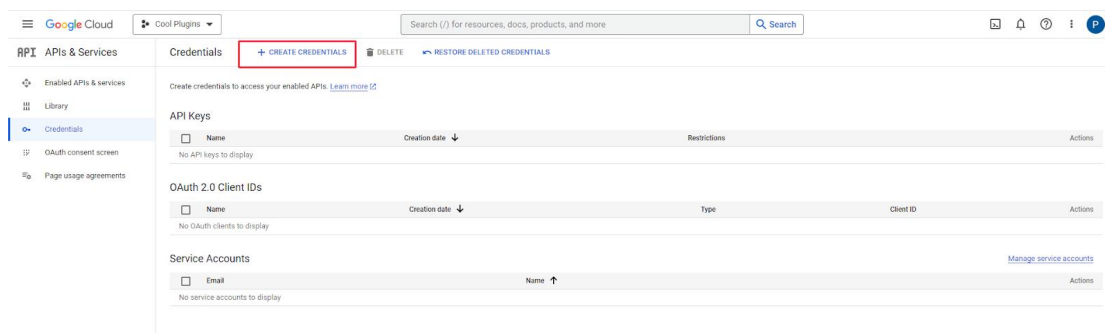 Google Cloud
Cool Plugins
Search (/) for resources, docs, products, and more
Search
P
API APIs & Services
Credentials
+ CREATE CREDENTIALS
DELETE
RESTORE DELETED CREDENTIALS
Enabled APIs & services
Library
Credentials
OAuth consent screen
Page usage agreements
Create credentials to access your enabled APIs. Learn more
API Keys
Name Creation date Restrictions Actions
No API keys to display
OAuth 2.0 Client IDs
Name Creation date Type Client ID Actions
No OAuth clients to display
Service Accounts
Manage service accounts
Email Name Actions
No service accounts to display